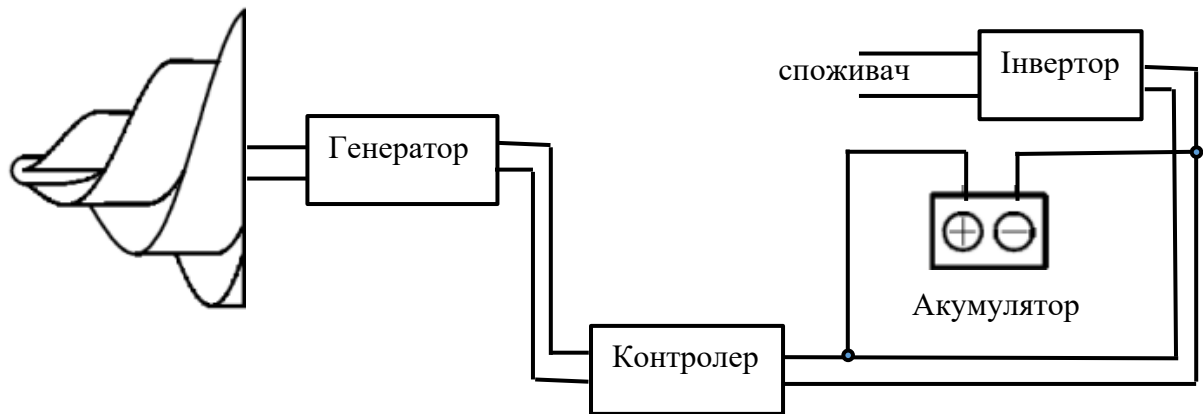 споживач
Інвертор
Генератор
Акумулятор
Контролер